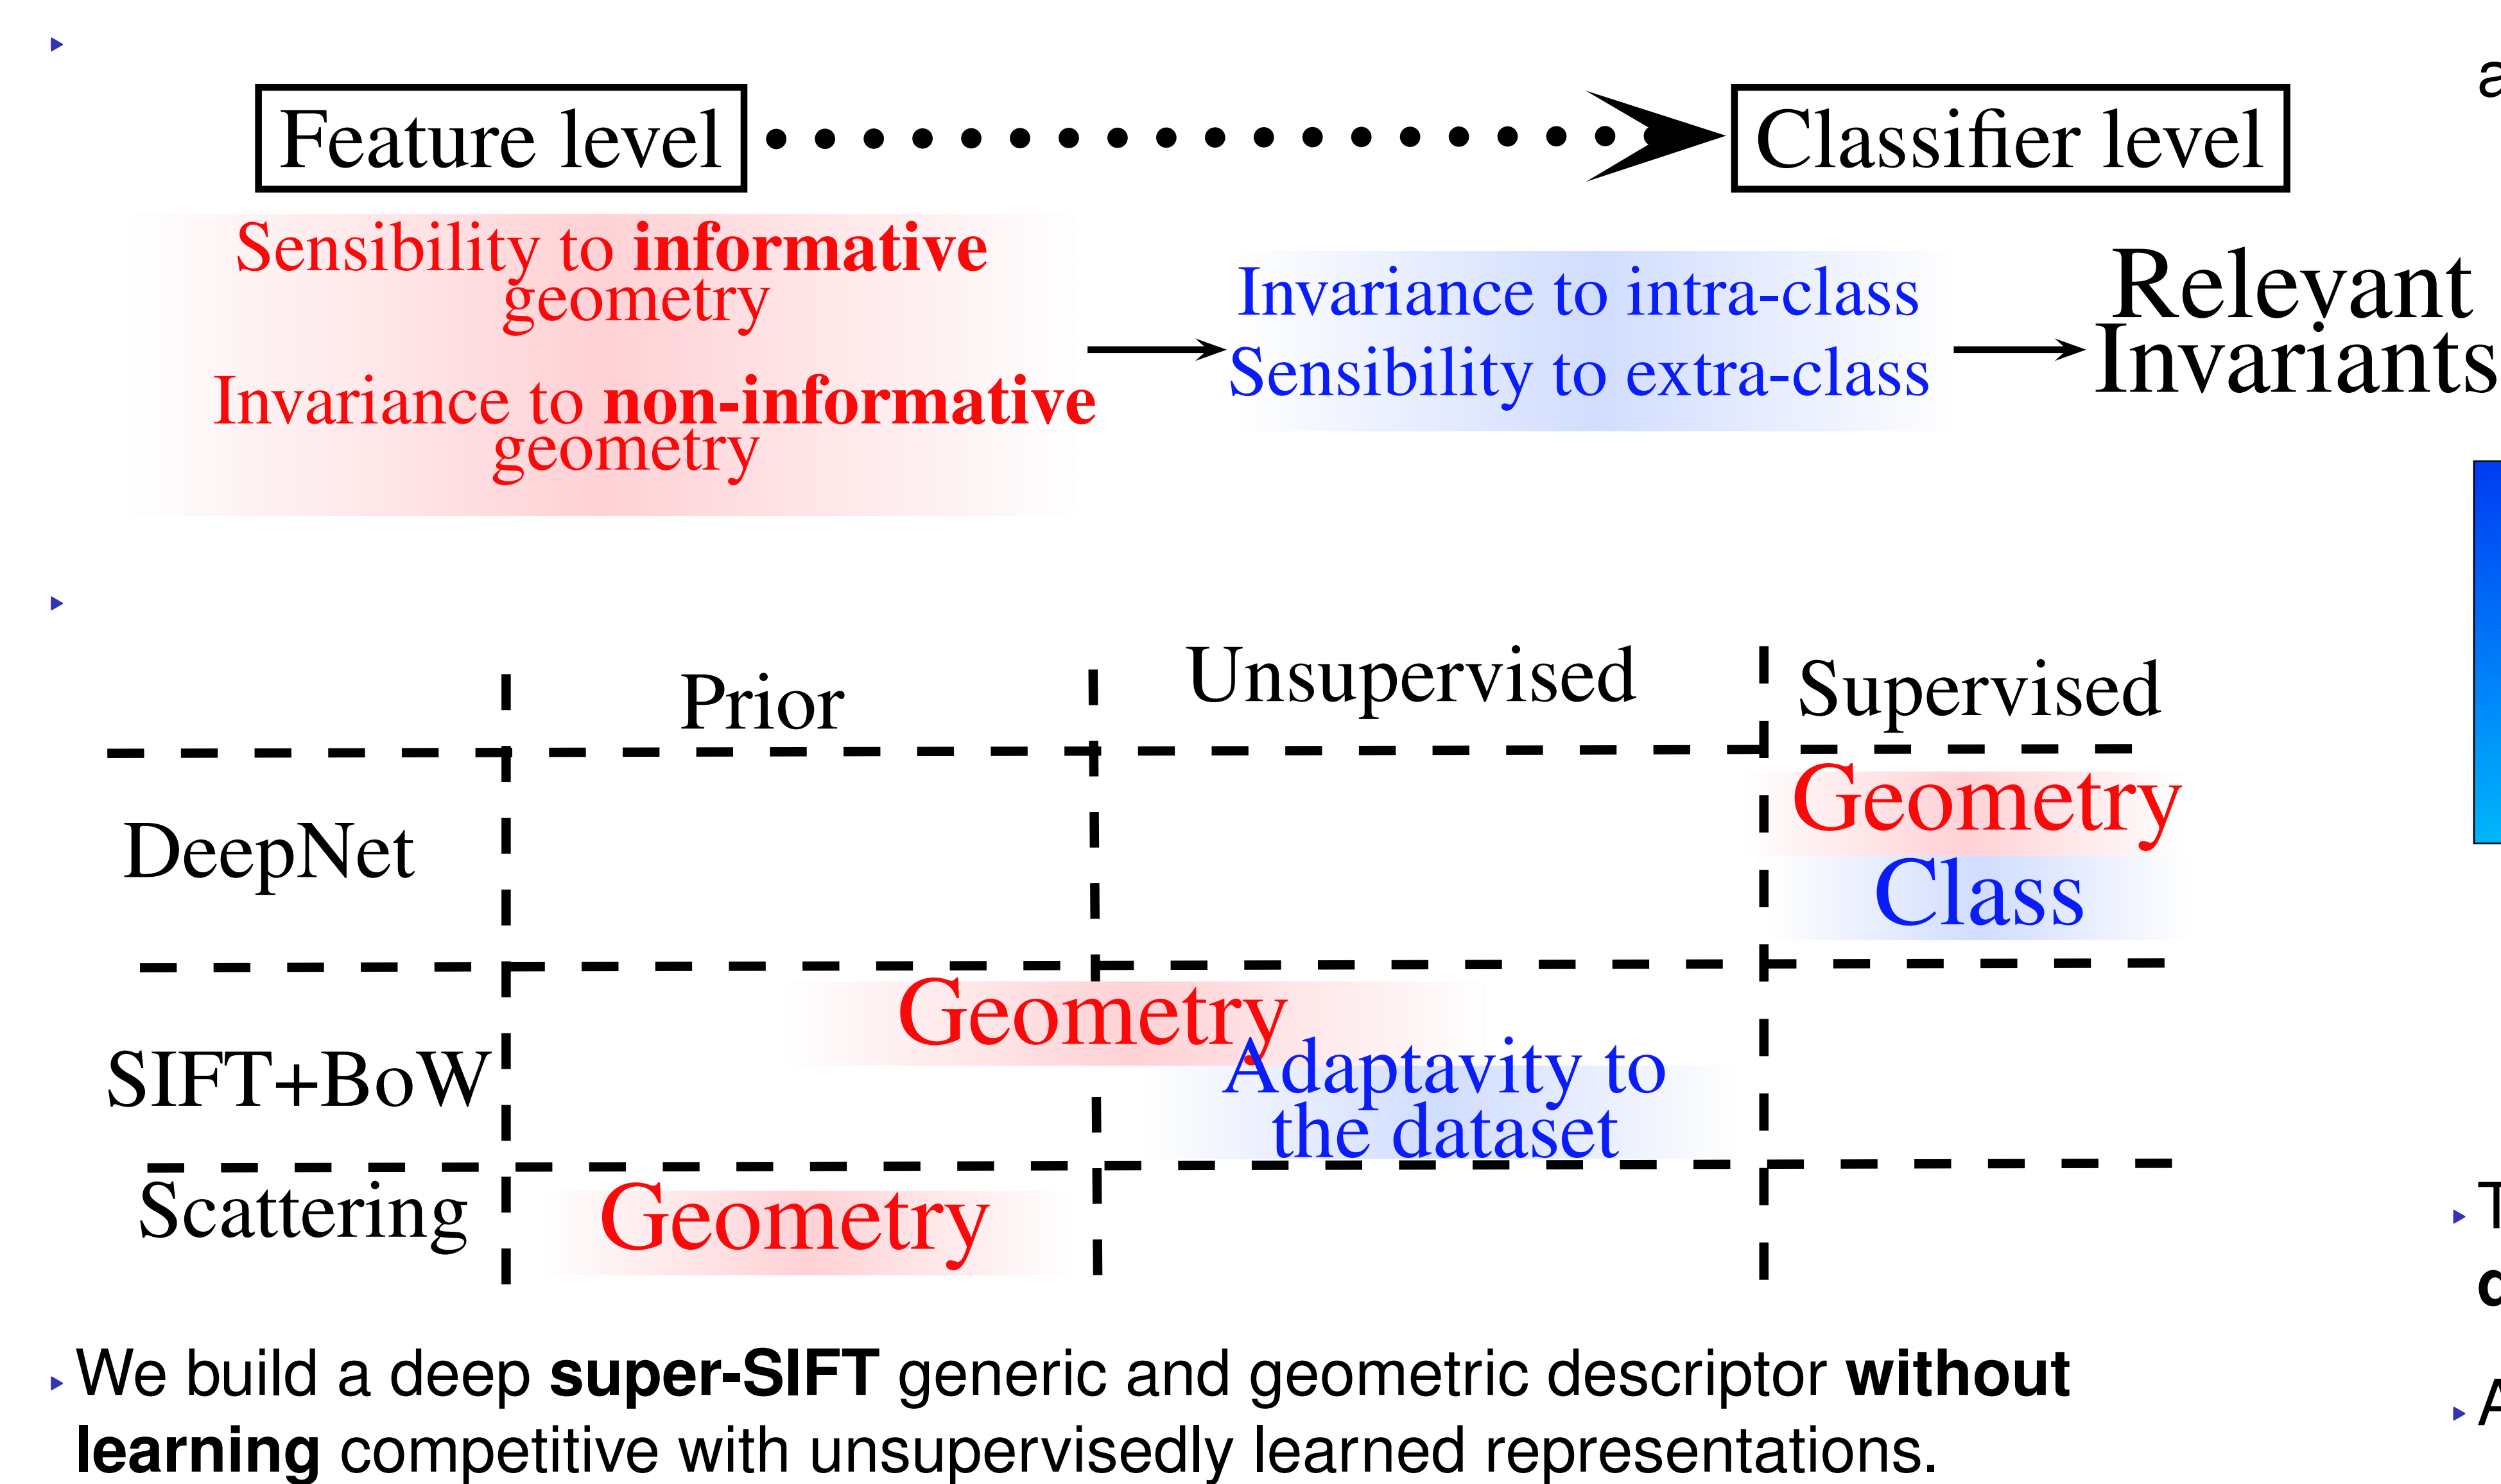 Feature level
Classifier level
Sensibility to informative
geometry
Invariance to non-informative
geometry
Invariance to intra-class
Sensibility to extra-class
Relevant
Invariants
Prior
Unsupervised
Supervised
DeepNet
Geometry
Class
SIFT+BoW
Geometry
Adaptavity to
the dataset
Scattering
Geometry
We build a deep super-SIFT generic and geometric descriptor without
learning competitive with unsupervisedly learned representations.